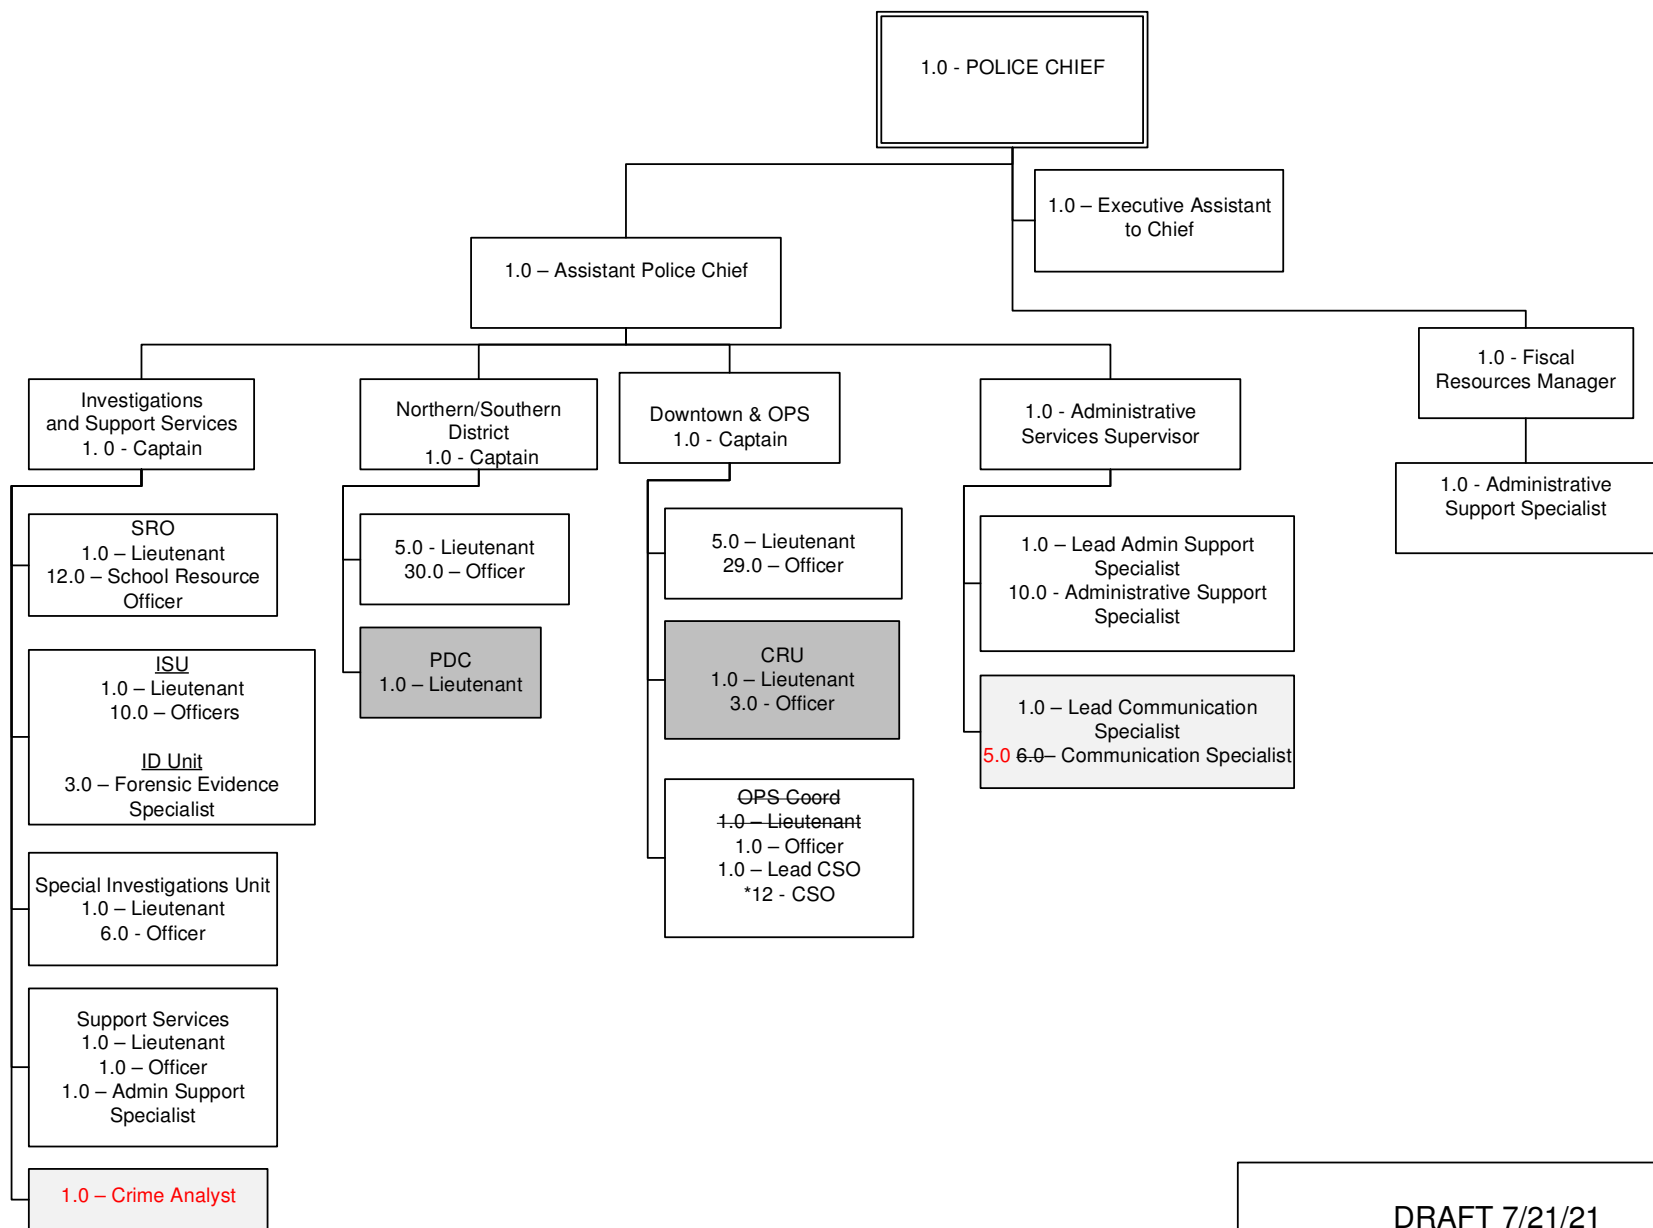 1.0 - POLICE CHIEF
1.0 – Executive Assistant
to Chief
1.0 – Assistant Police Chief
1.0 - Fiscal
Resources Manager
1.0 - Administrative
Support Specialist
Investigations
and Support Services
1. 0 - Captain
SRO
1.0 – Lieutenant
12.0 – School Resource
Officer
ISU
1.0 – Lieutenant
10.0 – Officers
ID Unit
3.0 – Forensic Evidence
Specialist
Special Investigations Unit
1.0 – Lieutenant
6.0 - Officer
Support Services
1.0 – Lieutenant
1.0 – Officer
1.0 – Admin Support
Specialist
1.0 – Crime Analyst
Northern/Southern
District
1.0 - Captain
5.0 - Lieutenant
30.0 – Officer
PDC
1.0 – Lieutenant
Downtown & OPS
1.0 - Captain
5.0 – Lieutenant
29.0 – Officer
CRU
1.0 – Lieutenant
3.0 - Officer
OPS Coord
1.0 – Lieutenant
1.0 – Officer
1.0 – Lead CSO
*12 - CSO
1.0 - Administrative
Services Supervisor
1.0 – Lead Admin Support
Specialist
10.0 - Administrative Support
Specialist
1.0 – Lead Communication
Specialist
5.0 6.0 – Communication Specialist
DRAFT 7/21/21